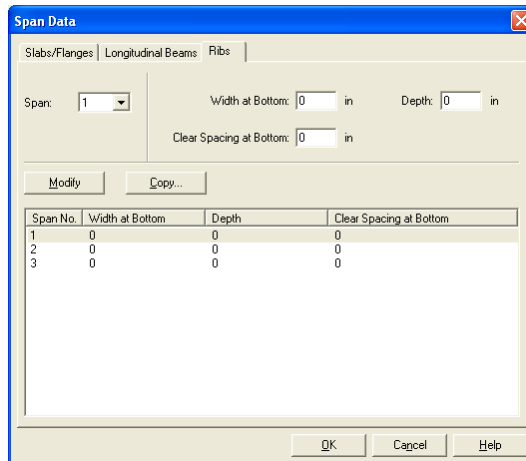 Span Data
Slabs/Flanges Longitudinal Beams Ribs
Span: 1 Width at Bottom: 0 in Depth: 0 in
Clear Spacing at Bottom: 0 in
Modify Copy...
Span No. Width at Bottom Depth Clear Spacing at Bottom
1 0 0 0
2 0 0 0
3 0 0 0
OK Cancel Help